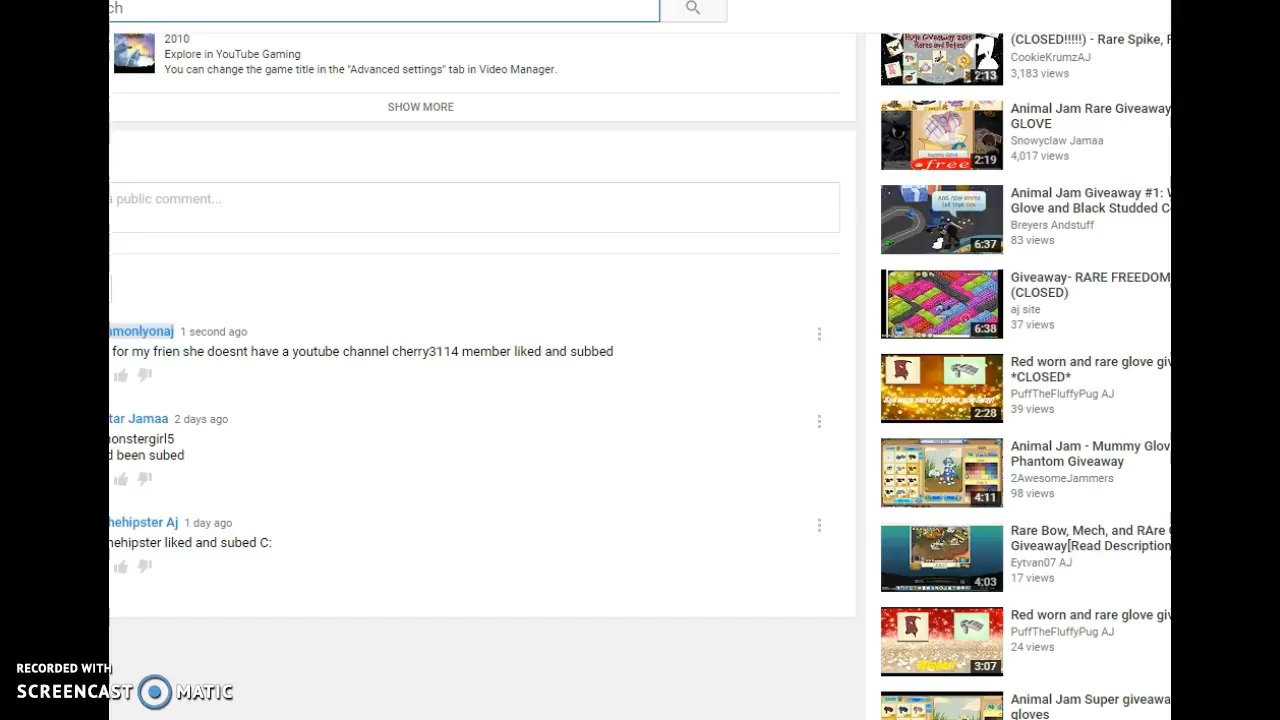 ch
2010
Explore in YouTube Gaming
You can change the game title in the "Advanced settings" tab in Video Manager.
SHOW MORE
public comment...
amonlyonaj 1 second ago
for my frien she doesnt have a youtube channel cherry3114 member liked and subbed
tar Jamaa 2 days ago
onstergirl5
d been subed
hehipster Aj 1 day ago
hehipster liked and subed C:
(CLOSED!!!!!) - Rare Spike, R
CookieKrumzAJ
3,183 views
2:13
Animal Jam Rare Giveaway
GLOVE
Snowyclaw Jamaa
4,017 views
free
2:19
Animal Jam Giveaway #1: W
Glove and Black Studded C
Breyers Andstuff
83 views
6:37
Giveaway- RARE FREEDOM
(CLOSED)
aj site
37 views
6:38
Red worn and rare glove giv
*CLOSED*
PuffTheFluffyPug AJ
39 views
2:28
Animal Jam - Mummy Glov
Phantom Giveaway
2AwesomeJammers
98 views
4:11
Rare Bow, Mech, and RAre G
Giveaway[Read Description
Eytvan07 AJ
17 views
4:03
Red worn and rare glove giv
PuffTheFluffyPug AJ
24 views
3:07
Animal Jam Super giveawa
gloves
RECORDED WITH
SCREENCAST MATIC